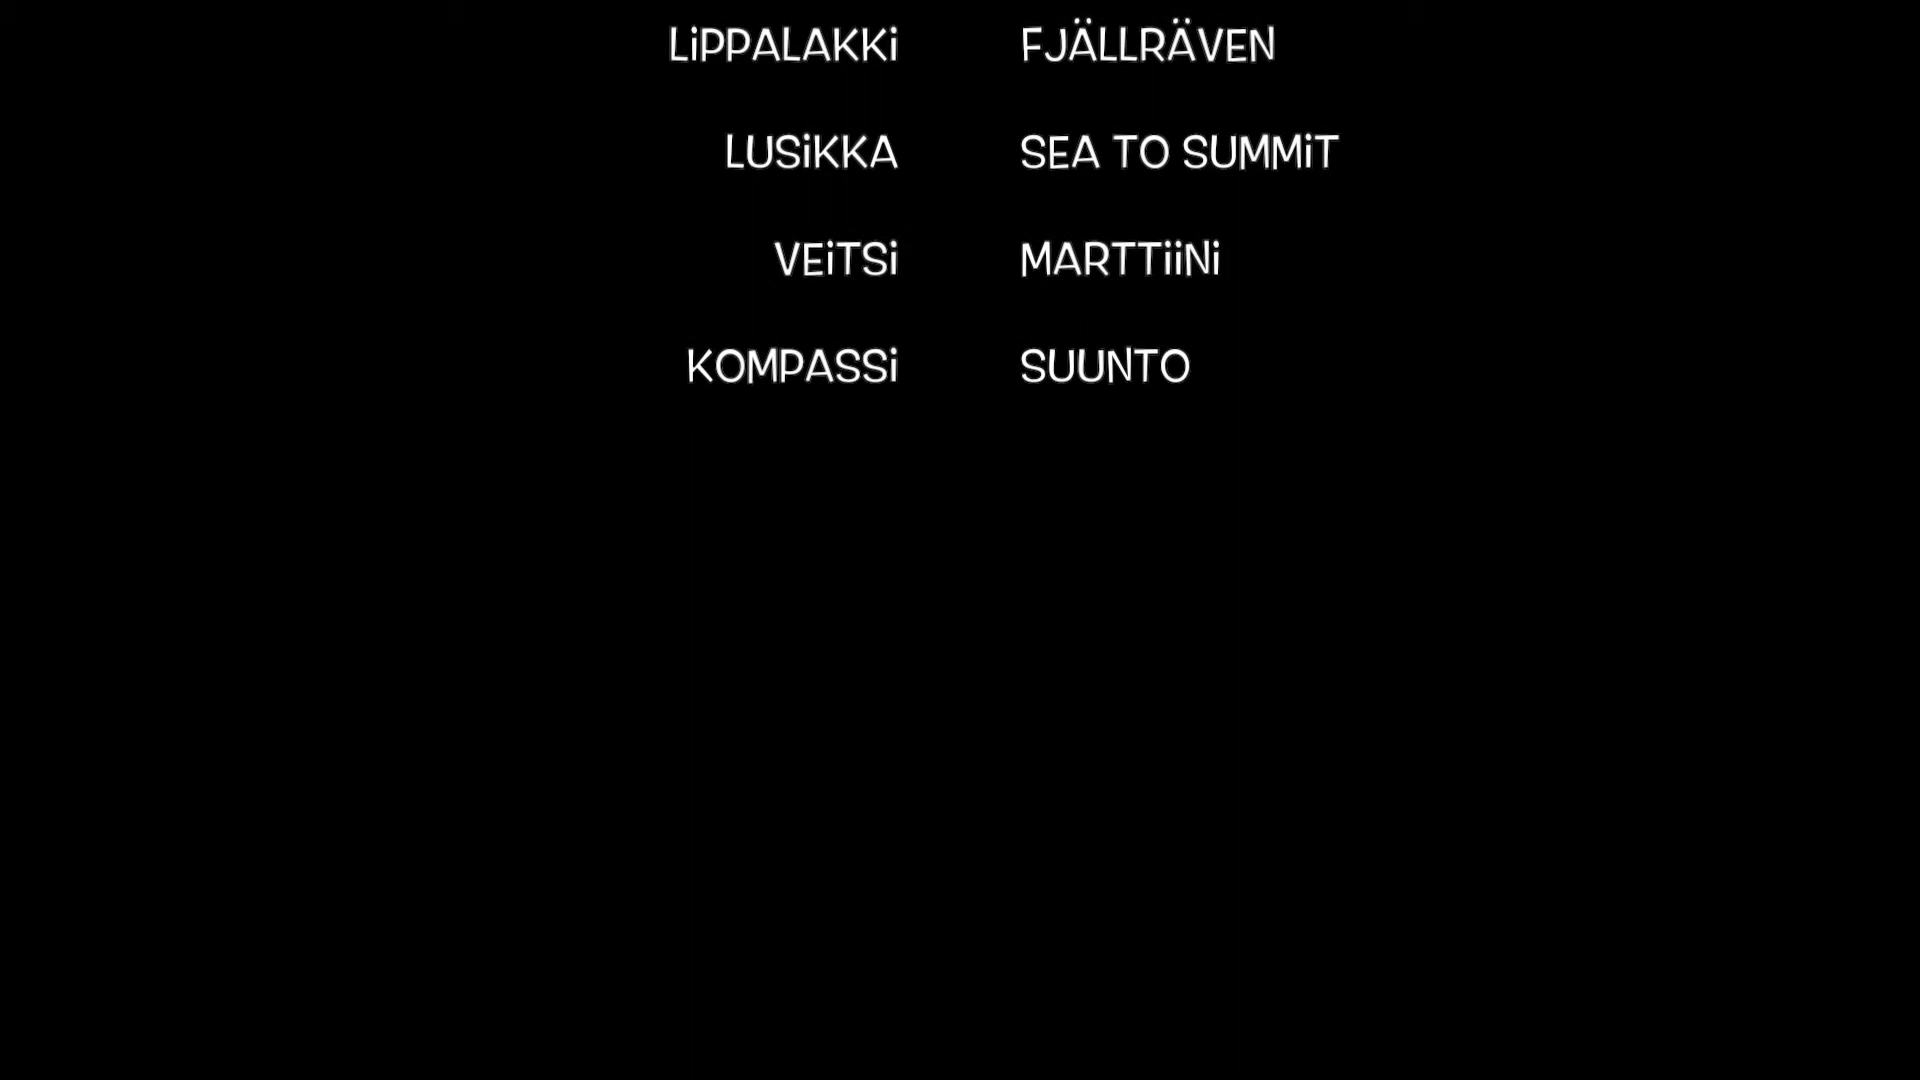 LiPPALAKKi FJÄLLRÄVEN
LUSiKKA SEA TO SUMMiT
VEiTSi MARTTiiNi
KOMPASSi SUUNTO